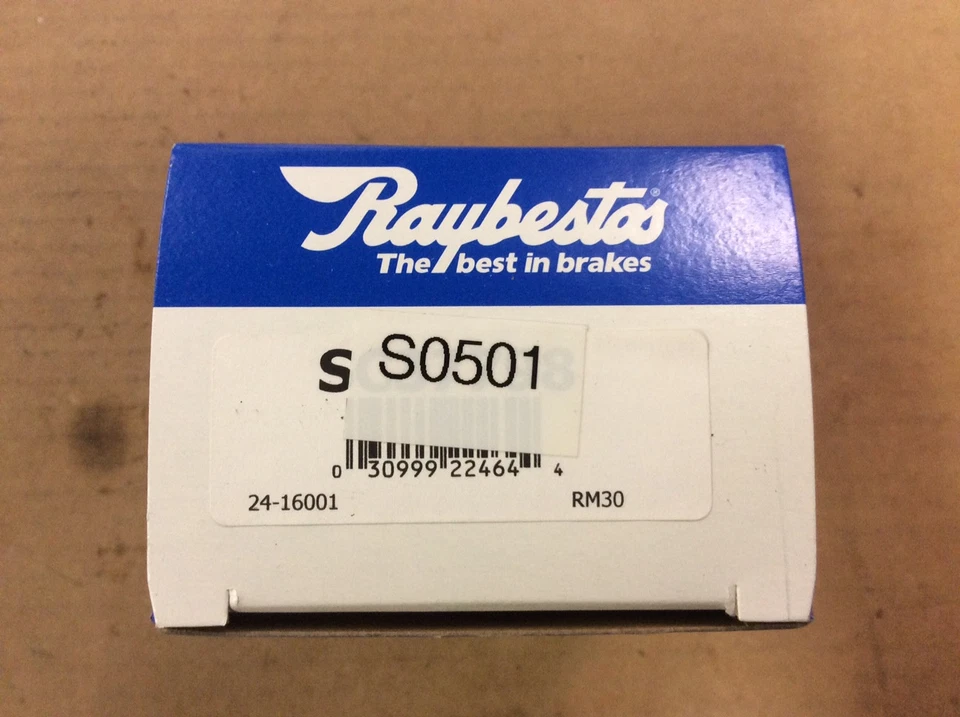 Raybestos®
The best in brakes
S S0501
0 30999 22464 4
24-16001 RM30